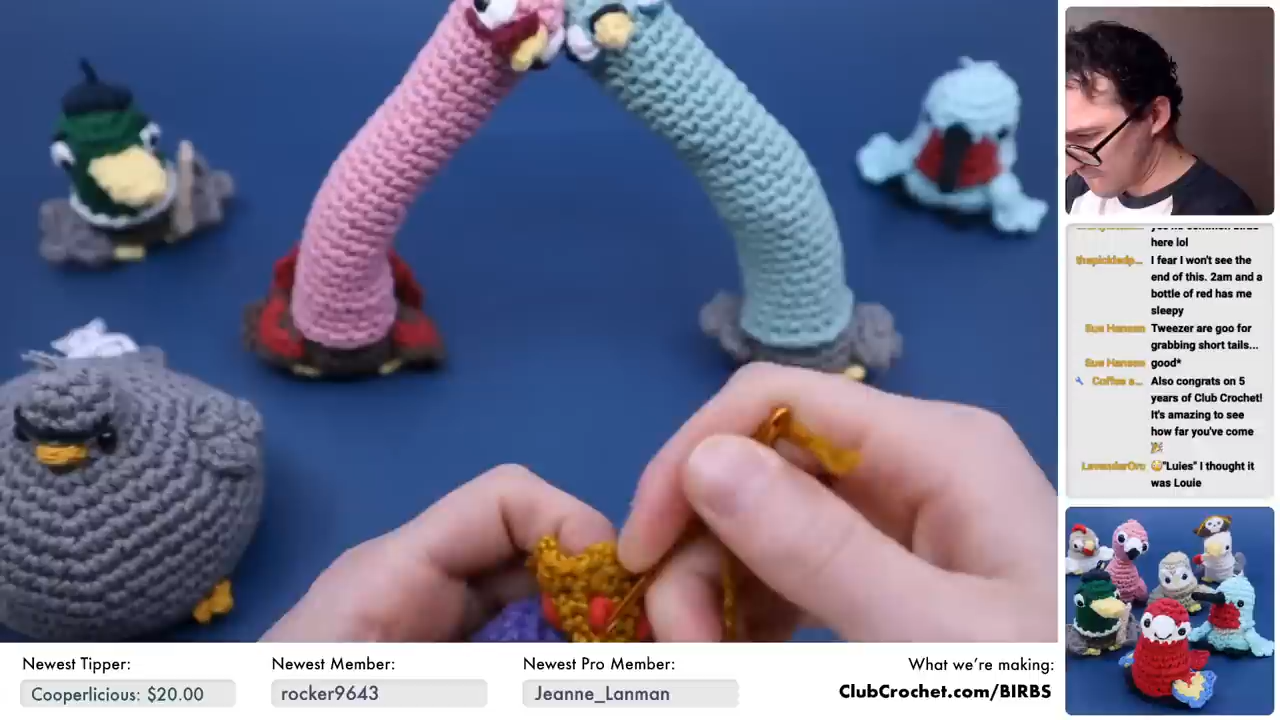 here lol
I fear I won't see the
end of this. 2am and a
bottle of red has me
sleepy
Sue Hansen Tweezer are goo for
grabbing short tails...
Sue Hansen good*
Coffee s... Also congrats on 5
years of Club Crochet!
It's amazing to see
how far you've come
LavenderOro "Luies" I thought it
was Louie
Newest Tipper:
Cooperlicious: $20.00
Newest Member:
rocker9643
Newest Pro Member:
Jeanne_Lanman
What we're making:
ClubCrochet.com/BIRBS